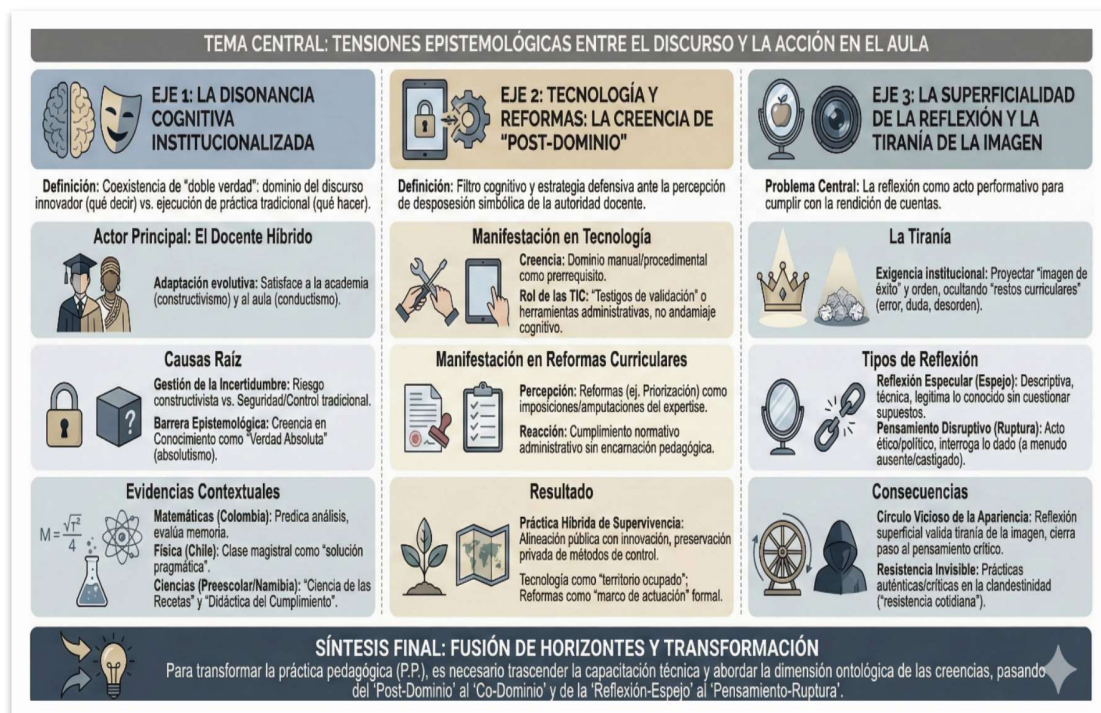 TEMA CENTRAL: TENSIONES EPISTEMOLÓGICAS ENTRE EL DISCURSO Y LA ACCIÓN EN EL AULA
EJE 1: LA DISONANCIA
COGNITIVA
INSTITUCIONALIZADA
Definición: Coexistencia de "doble verdad": dominio del discurso
innovador (qué decir) vs. ejecución de práctica tradicional (qué hacer).
Actor Principal: El Docente Híbrido
Adaptación evolutiva: Satisface a la academia
(constructivismo) y al aula (conductismo).
Causas Raíz
Gestión de la Incertidumbre: Riesgo
constructivista vs. Seguridad/Control tradicional.
Barrera Epistemológica: Creencia en
Conocimiento como "Verdad Absoluta"
(absolutismo).
?
Evidencias Contextuales
Matemáticas (Colombia): Predica análisis,
evalúa memoria.
Física (Chile): Clase magistral como "solución
pragmática".
Ciencias (Preescolar/Namibia): "Ciencia de las
Recetas" y "Didáctica del Cumplimiento".
M = √τ² / 4
EJE 2: TECNOLOGÍA Y
REFORMAS: LA CREENCIA DE
"POST-DOMINIO"
Definición: Filtro cognitivo y estrategia defensiva ante la percepción
de desposesión simbólica de la autoridad docente.
Manifestación en Tecnología
Creencia: Dominio manual/procedimental
como prerrequisito.
Rol de las TIC: "Testigos de validación" o
herramientas administrativas, no andamiaje
cognitivo.
Manifestación en Reformas Curriculares
Percepción: Reformas (ej. Priorización) como
imposiciones/amputaciones del expertise.
Reacción: Cumplimiento normativo
administrativo sin encarnación pedagógica.
Resultado
Práctica Híbrida de Supervivencia:
Alineación pública con innovación, preservación
privada de métodos de control.
Tecnología como "territorio ocupado";
Reformas como "marco de actuación" formal.
EJE 3: LA SUPERFICIALIDAD
DE LA REFLEXIÓN Y LA
TIRANÍA DE LA IMAGEN
Problema Central: La reflexión como acto performativo para
cumplir con la rendición de cuentas.
La Tiranía
Exigencia institucional: Proyectar "imagen de
éxito" y orden, ocultando "restos curriculares"
(error, duda, desorden).
Tipos de Reflexión
Reflexión Especular (Espejo): Descriptiva,
técnica, legitima lo conocido sin cuestionar
supuestos.
Pensamiento Disruptivo (Ruptura): Acto
ético/político, interroga lo dado (a menudo
ausente/castigado).
Consecuencias
Círculo Vicioso de la Apariencia: Reflexión
superficial valida tiranía de la imagen, cierra
paso al pensamiento crítico.
Resistencia Invisible: Prácticas
auténticas/críticas en la clandestinidad
("resistencia cotidiana").
SÍNTESIS FINAL: FUSIÓN DE HORIZONTES Y TRANSFORMACIÓN
Para transformar la práctica pedagógica (P.P.), es necesario trascender la capacitación técnica y abordar la dimensión ontológica de las creencias, pasando
del 'Post-Dominio' al 'Co-Dominio' y de la 'Reflexión-Espejo' al 'Pensamiento-Ruptura'.